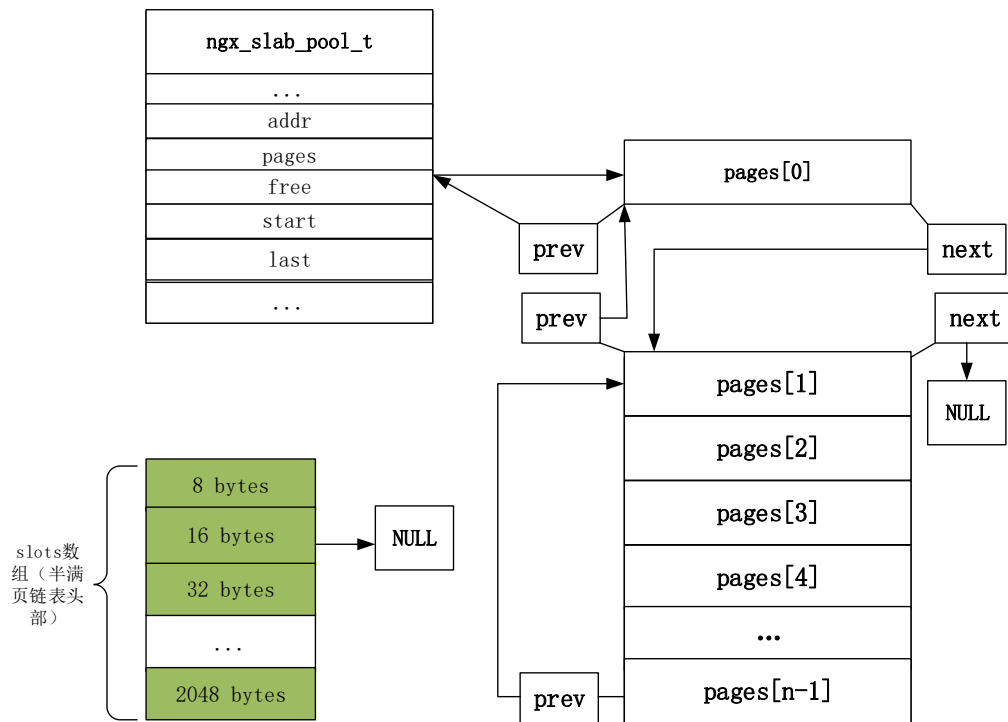 ngx_slab_pool_t
...
addr
pages
free
start
last
...
pages[0]
prev
next
prev
next
NULL
pages[1]
pages[2]
pages[3]
pages[4]
...
pages[n-1]
prev
slots数
组（半满
页链表头
部）
8 bytes
16 bytes
32 bytes
...
2048 bytes
NULL